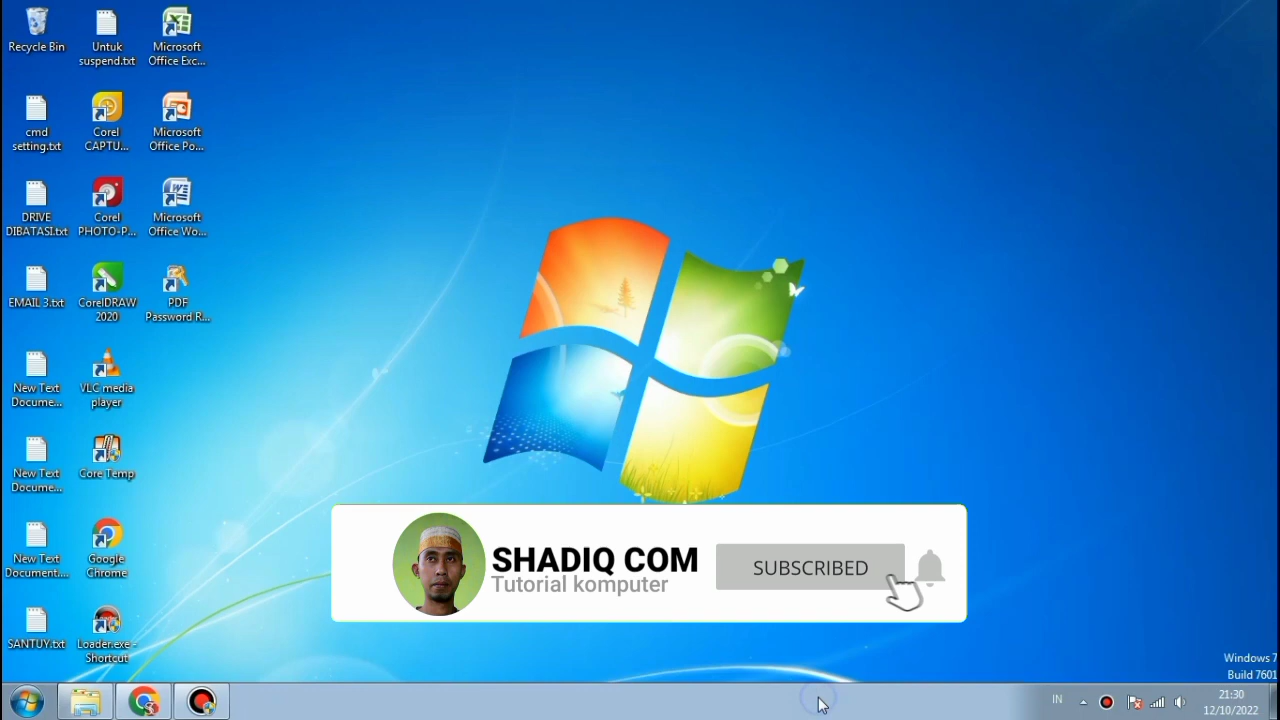 Recycle Bin
Untuk
suspend.txt
Microsoft
Office Exc...
cmd
setting.txt
Corel
CAPTU...
Microsoft
Office Po...
DRIVE
DIBATASI.txt
Corel
PHOTO-P...
Microsoft
Office Wo...
EMAIL 3.txt
CorelDRAW
2020
PDF
Password R...
New Text
Docume...
VLC media
player
New Text
Docume...
Core Temp
New Text
Document....
Google
Chrome
SANTUY.txt
Loader.exe -
Shortcut
SHADIQ COM
Tutorial komputer
SUBSCRIBED
Windows 7
Build 7601
IN
21:30
12/10/2022